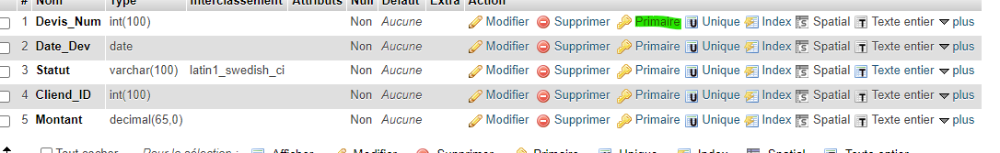 # Nom Type Interclassement Attributs Null Défaut Extra Action
1 Devis_Num int(100) Non Aucune Modifier Supprimer Primaire Unique Index Spatial Texte entier plus
2 Date_Dev date Non Aucune Modifier Supprimer Primaire Unique Index Spatial Texte entier plus
3 Statut varchar(100) latin1_swedish_ci Non Aucune Modifier Supprimer Primaire Unique Index Spatial Texte entier plus
4 Cliend_ID int(100) Non Aucune Modifier Supprimer Primaire Unique Index Spatial Texte entier plus
5 Montant decimal(65,0) Non Aucune Modifier Supprimer Primaire Unique Index Spatial Texte entier plus
Tout cocher Pour la sélection : Afficher Modifier Supprimer Primaire Unique Index Spatial Texte entier